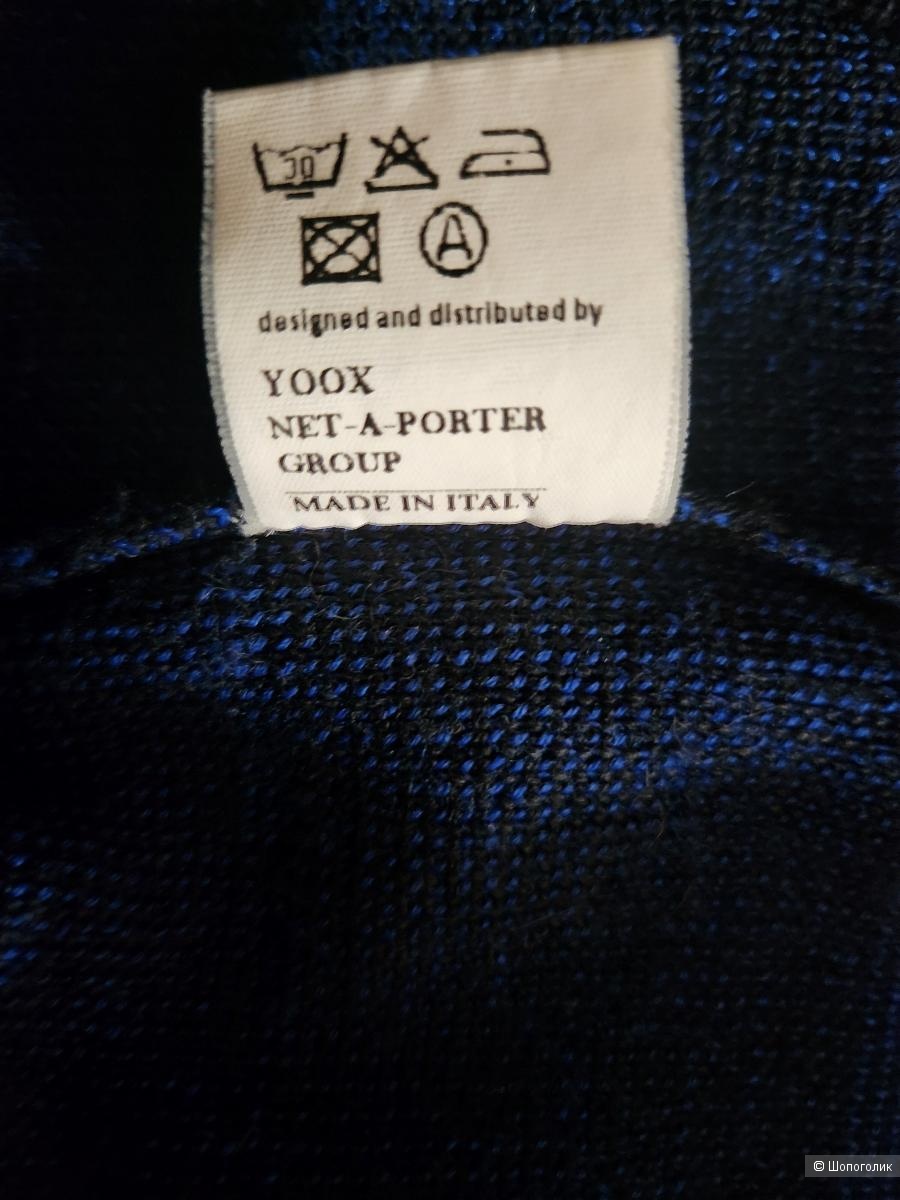 30
A
designed and distributed by
YOOX
NET-A-PORTER
GROUP
MADE IN ITALY
© Шопоголик